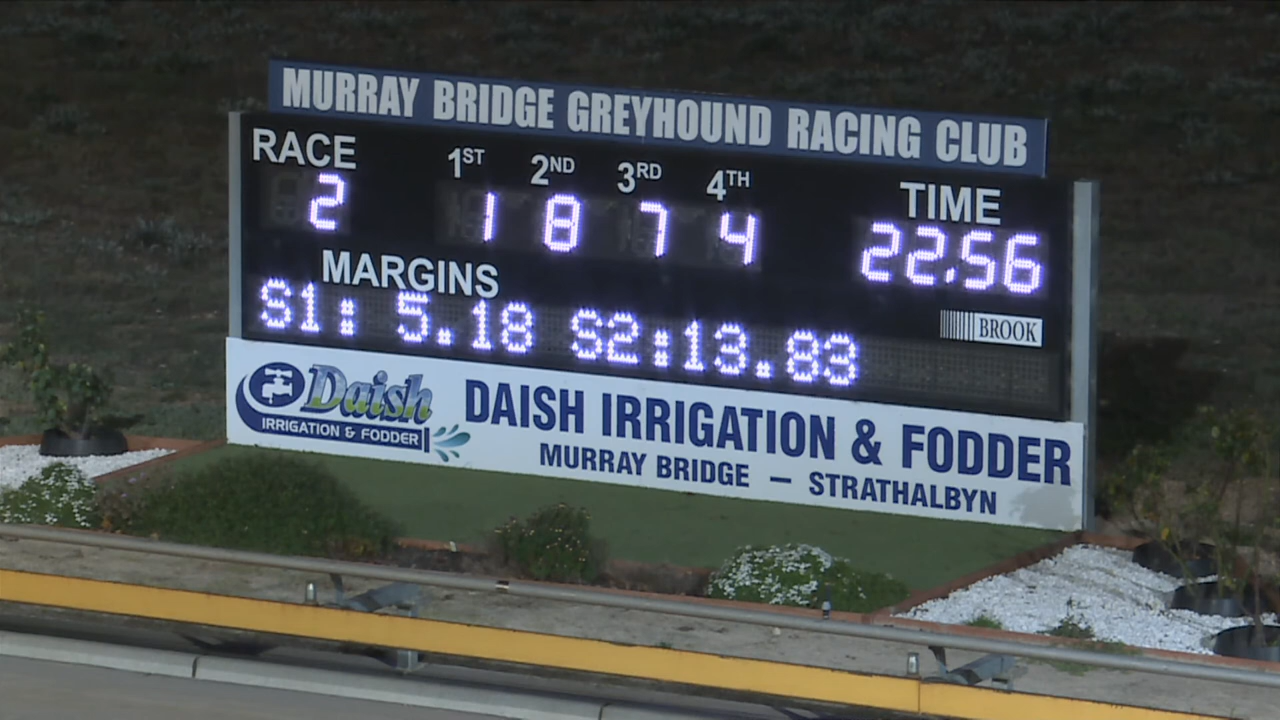 MURRAY BRIDGE GREYHOUND RACING CLUB
RACE 1ST 2ND 3RD 4TH TIME
2 1 8 7 4 22.56
MARGINS
S1: 5.18 S2:13.83
BROOK
Daish
IRRIGATION & FODDER
DAISH IRRIGATION & FODDER
MURRAY BRIDGE – STRATHALBYN